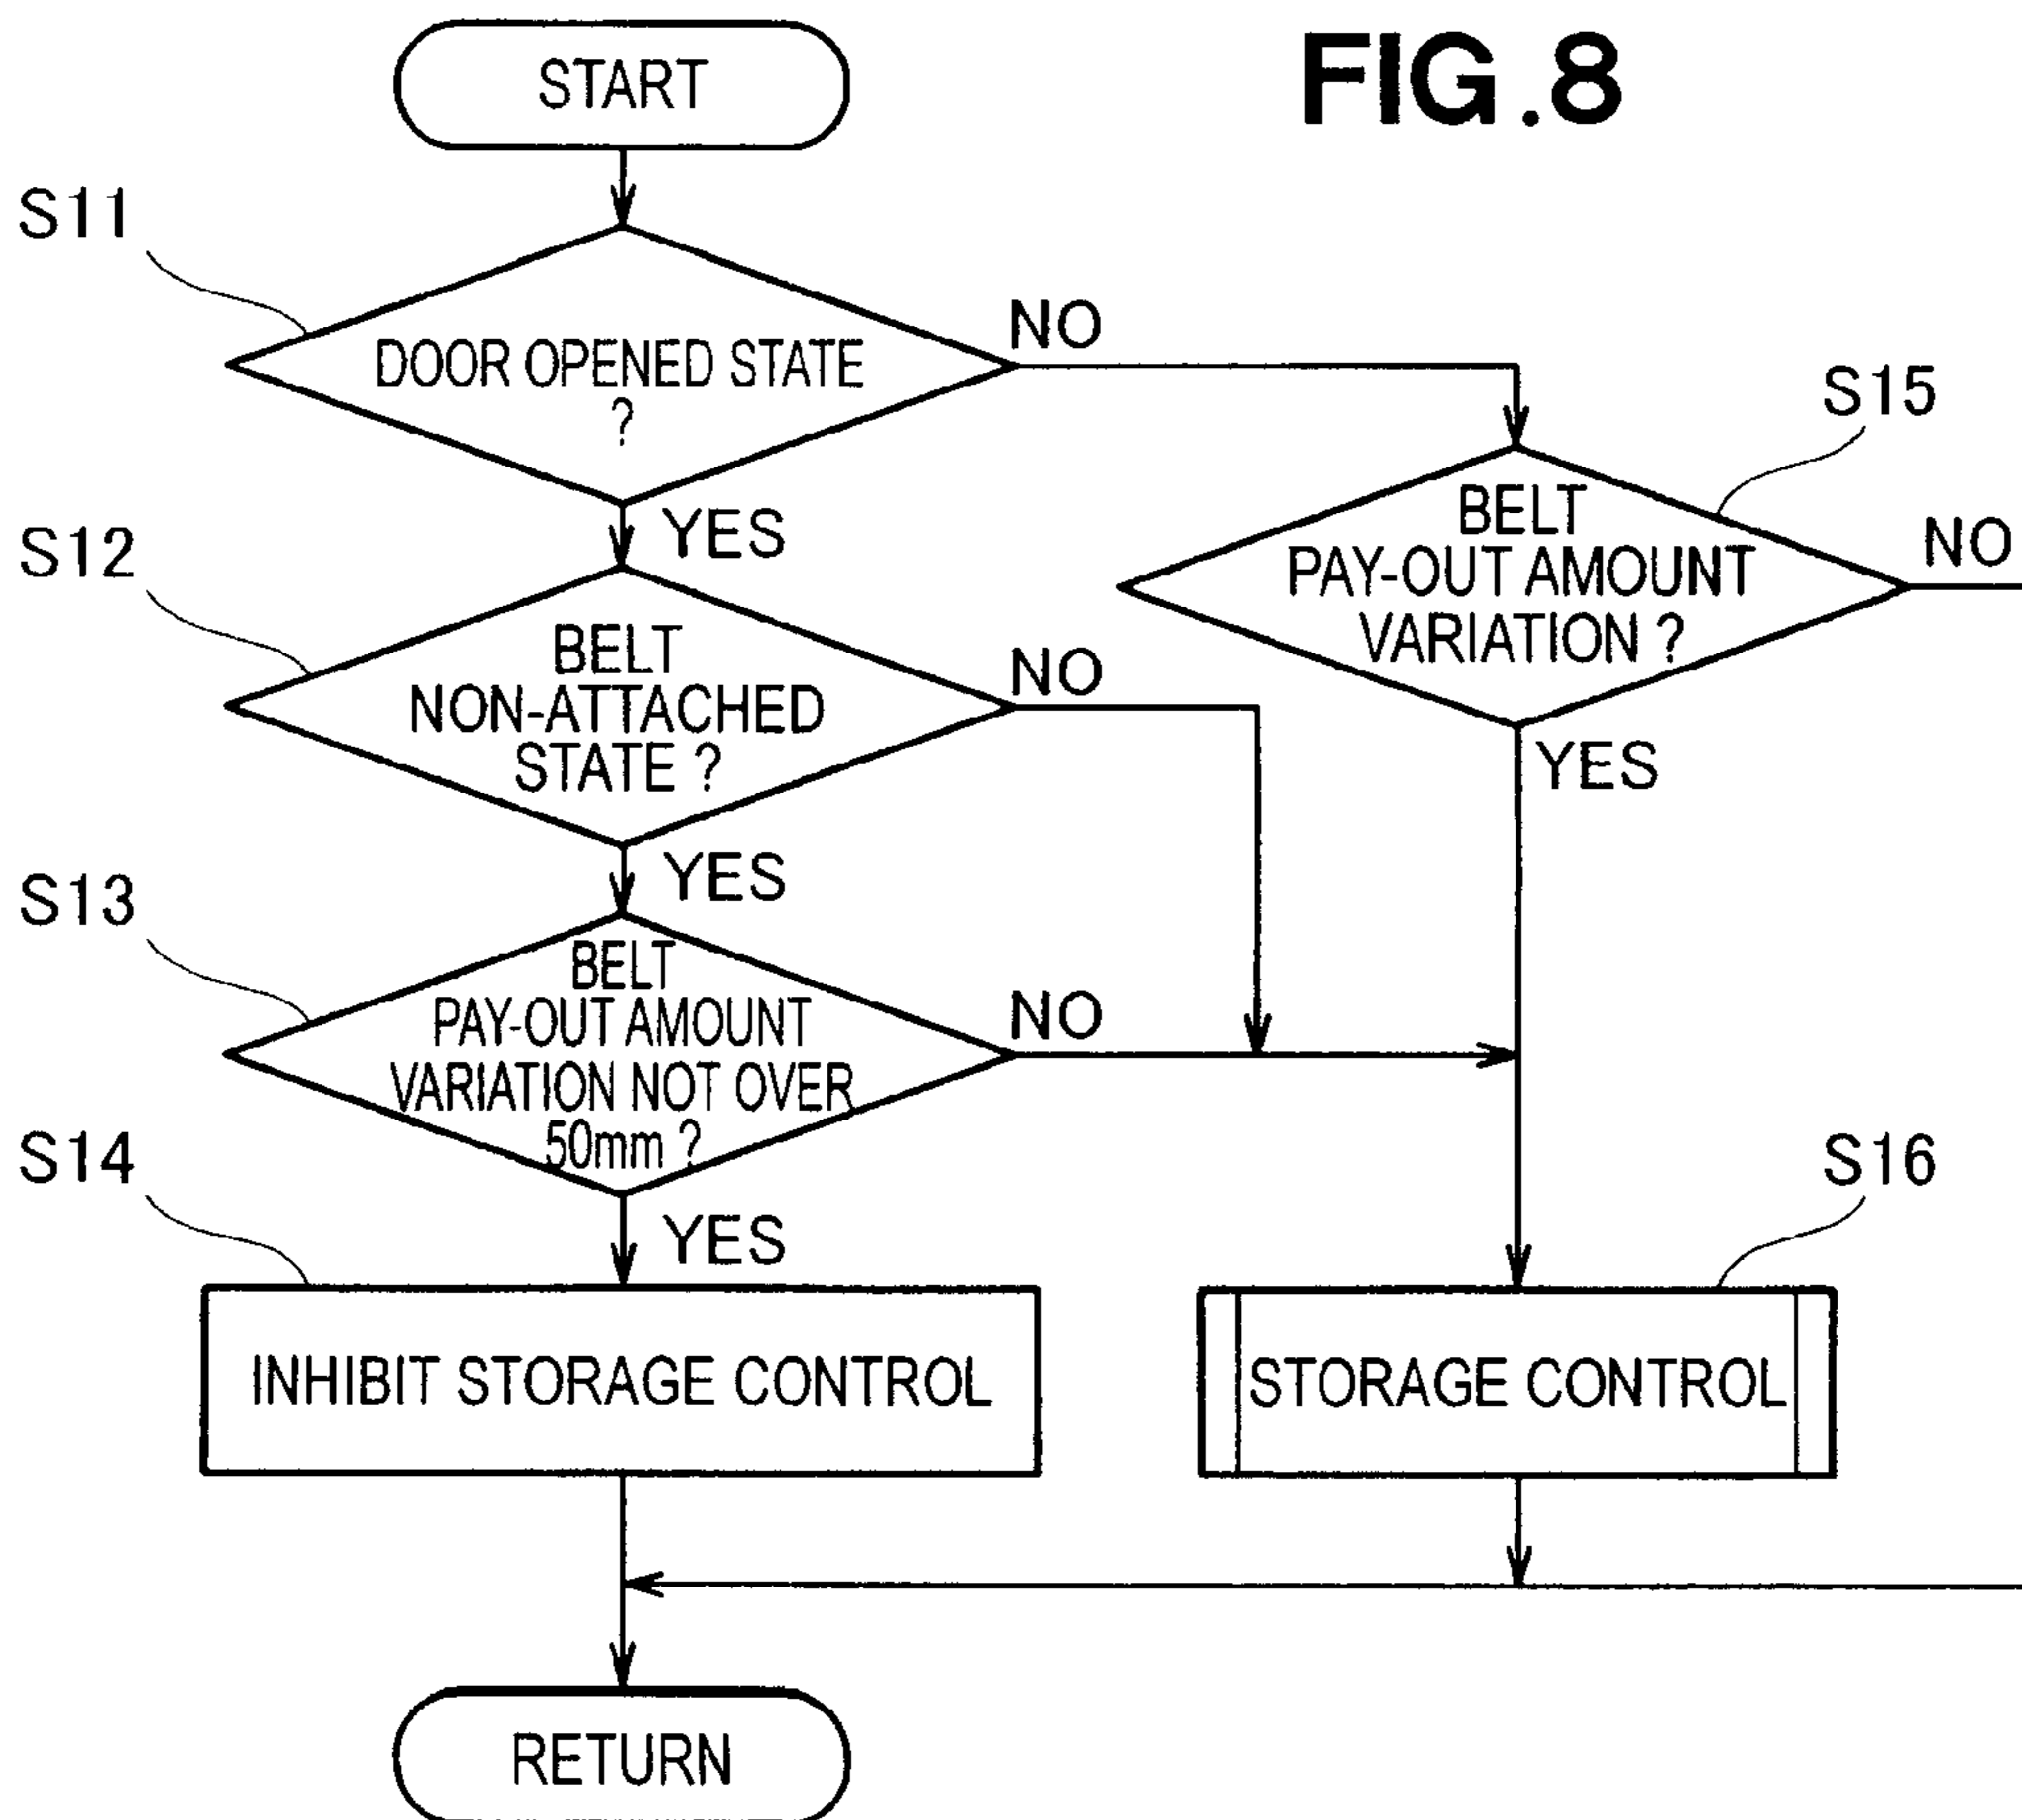 FIG.8
START
S11
DOOR OPENED STATE
?
NO
YES
S12
BELT
NON-ATTACHED
STATE ?
NO
YES
S13
BELT
PAY-OUT AMOUNT
VARIATION NOT OVER
50mm ?
NO
YES
S14
INHIBIT STORAGE CONTROL
S15
BELT
PAY-OUT AMOUNT
VARIATION ?
NO
YES
S16
STORAGE CONTROL
RETURN